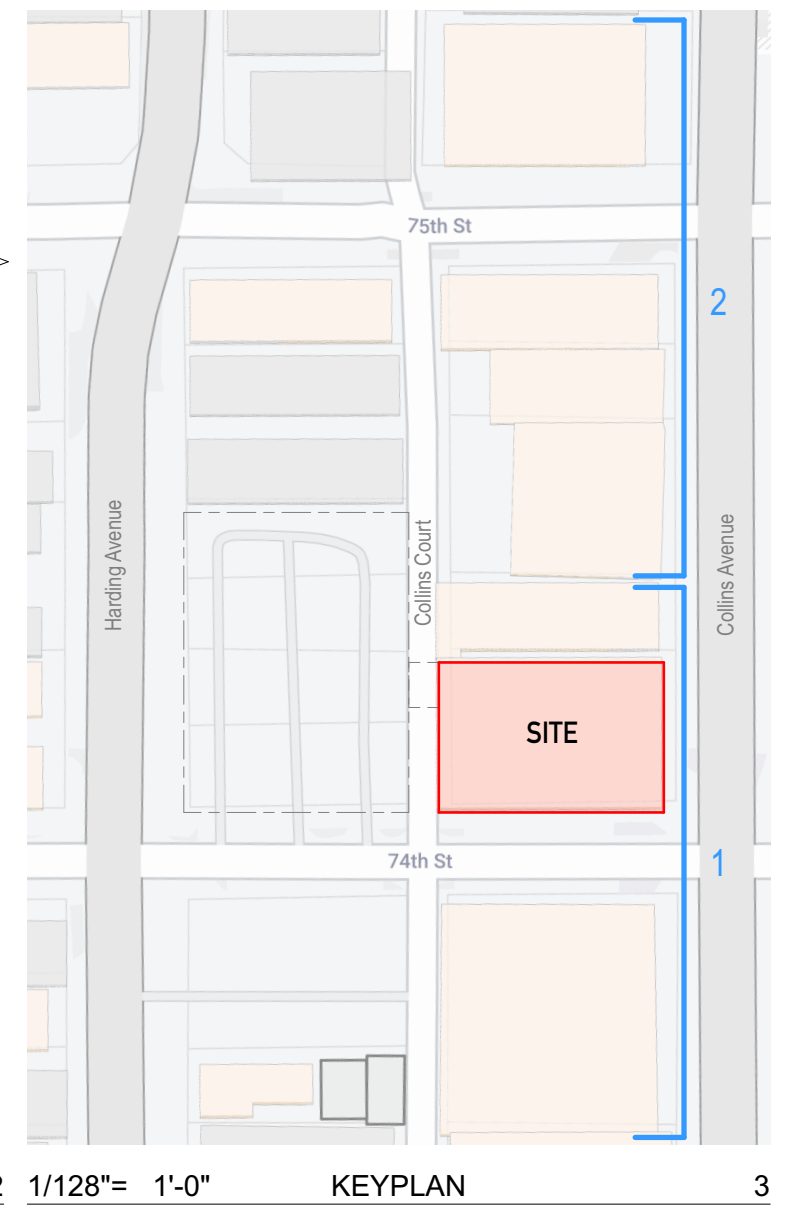 75th St
>
2
Harding Avenue
Collins Court
Collins Avenue
SITE
74th St
1
2 1/128"= 1'-0" KEYPLAN 3